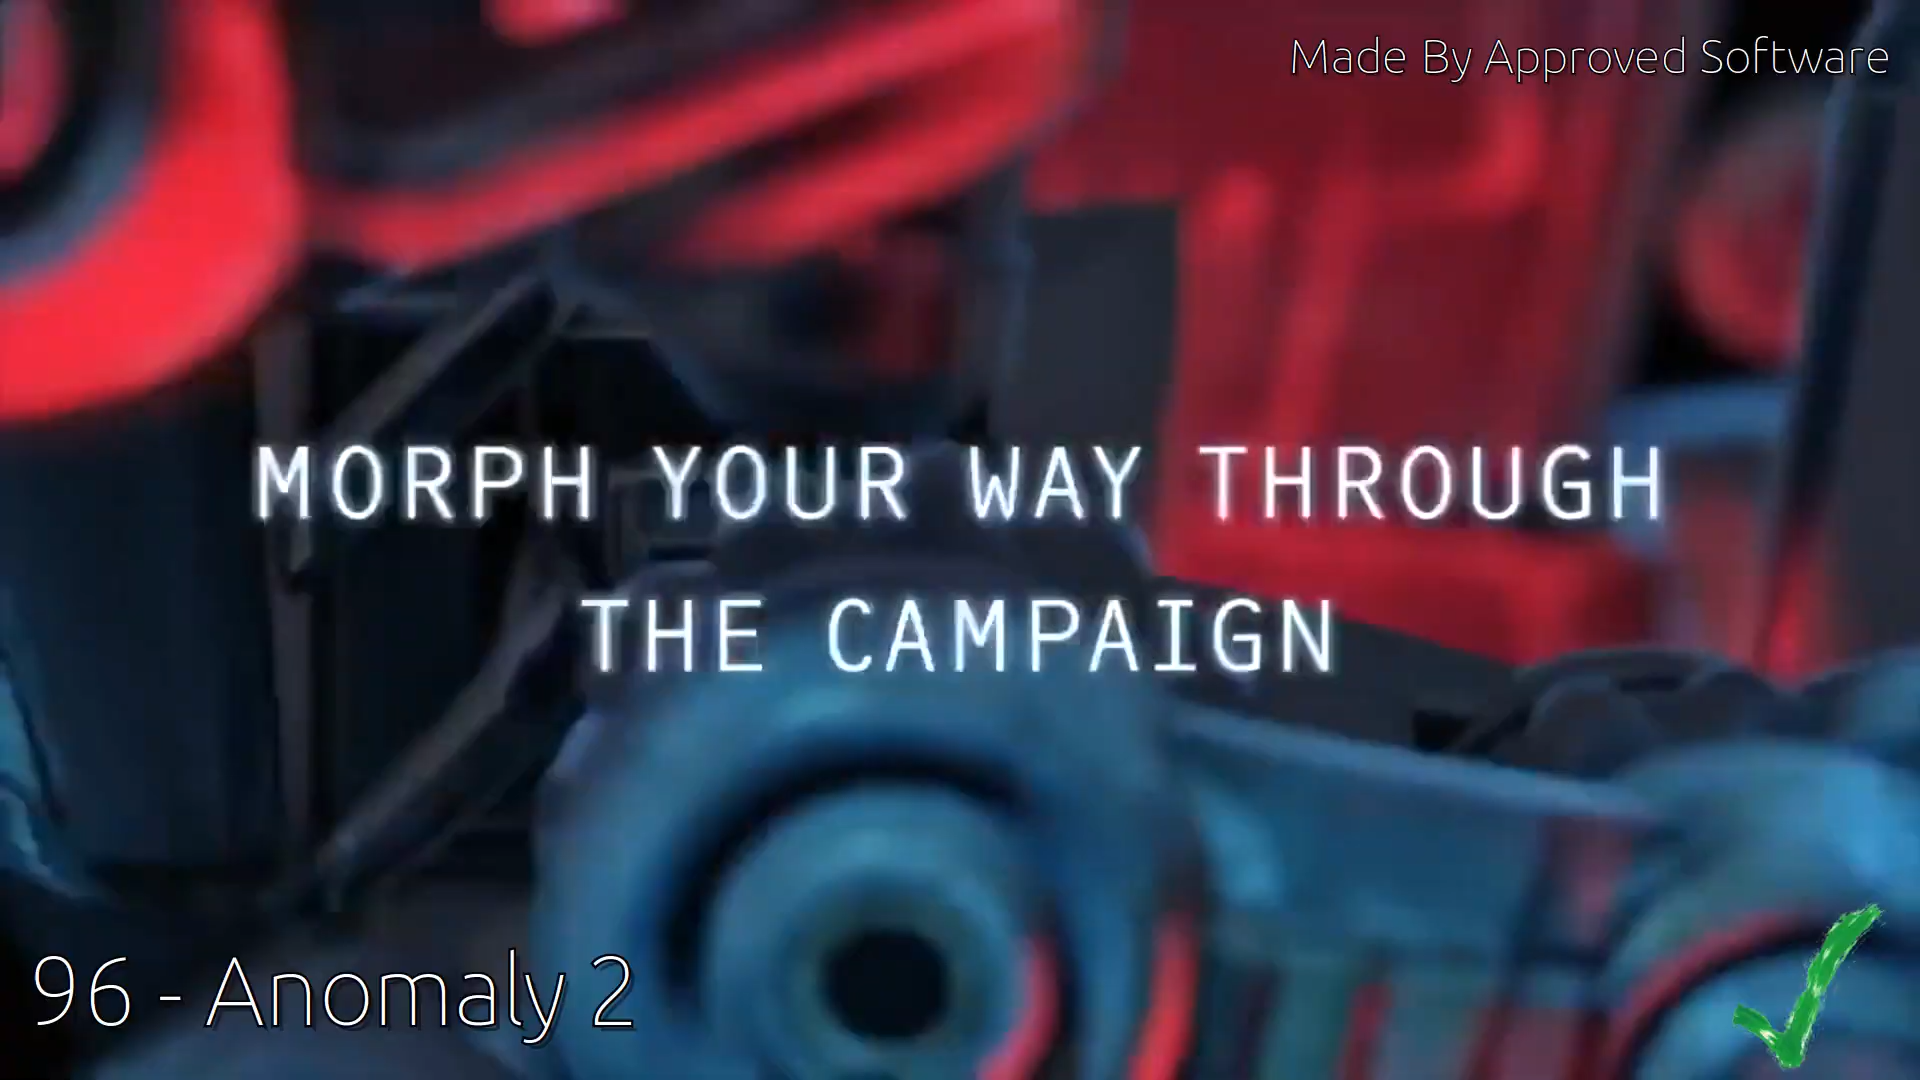 Made By Approved Software
MORPH YOUR WAY THROUGH
THE CAMPAIGN
96 - Anomaly 2